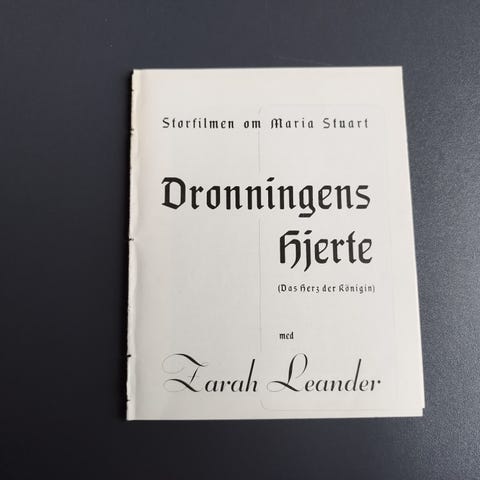 Storfilmen om Maria Stuart
Dronningens
Hjerte
(Das Herz der Königin)
med
Zarah Leander